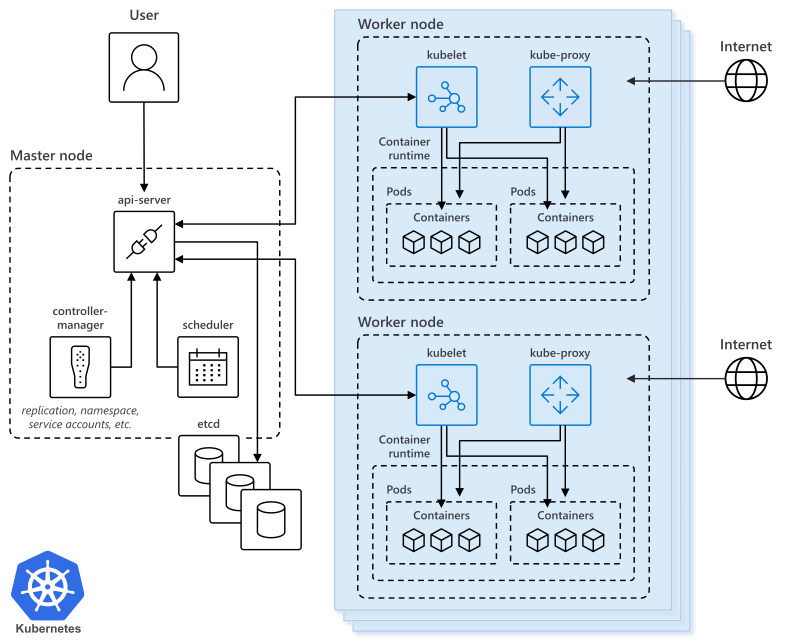 User
Master node
api-server
controller-
manager
scheduler
replication, namespace,
service accounts, etc.
etcd
Kubernetes
Worker node
kubelet
kube-proxy
Container
runtime
Pods
Pods
Containers
Containers
Internet
Worker node
kubelet
kube-proxy
Container
runtime
Pods
Pods
Containers
Containers
Internet